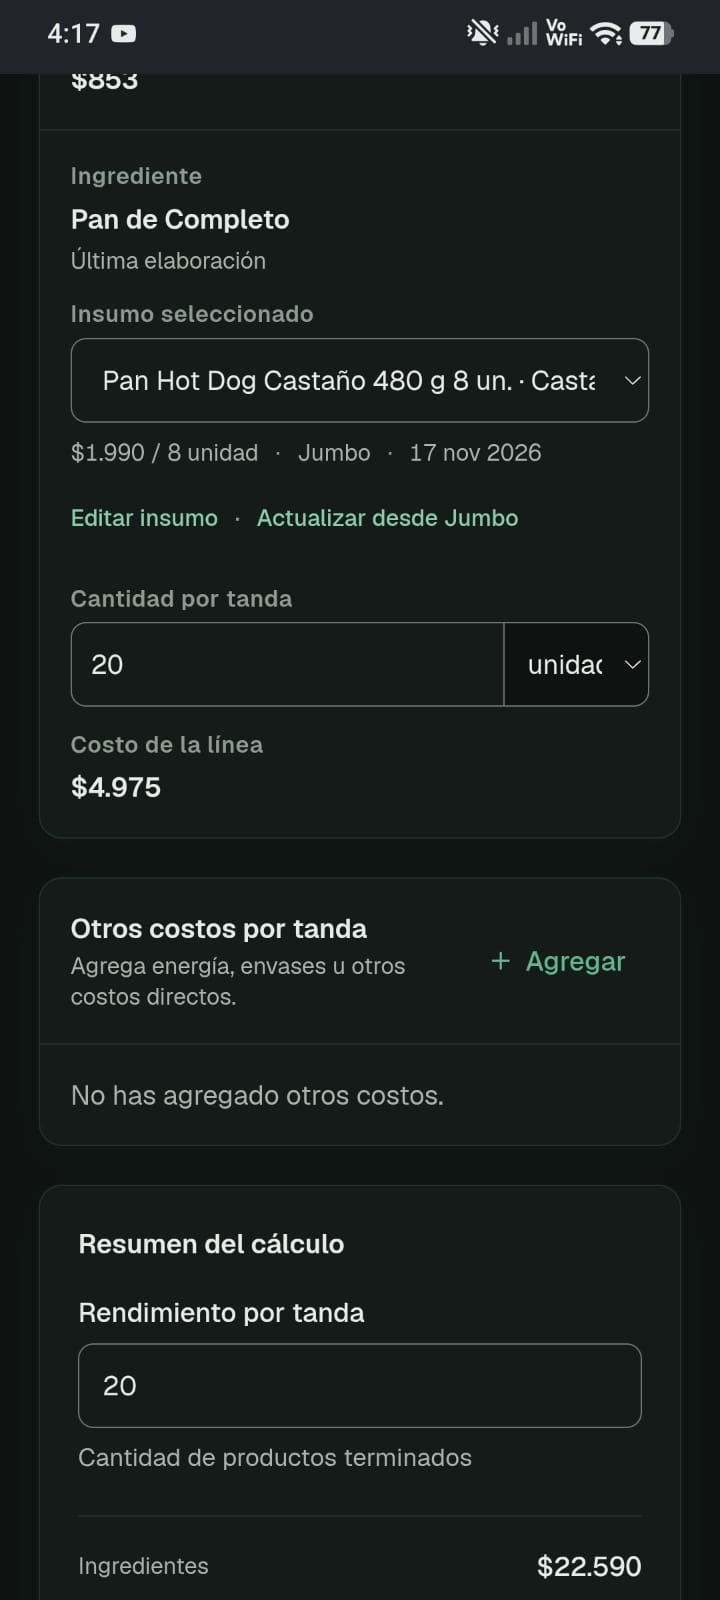 4:17
Vo
WiFi
77
$853
Ingrediente
Pan de Completo
Última elaboración
Insumo seleccionado
Pan Hot Dog Castaño 480 g 8 un. · Casta
$1.990 / 8 unidad · Jumbo · 17 nov 2026
Editar insumo · Actualizar desde Jumbo
Cantidad por tanda
20 unidad
Costo de la línea
$4.975
Otros costos por tanda
Agrega energía, envases u otros
costos directos.
+ Agregar
No has agregado otros costos.
Resumen del cálculo
Rendimiento por tanda
20
Cantidad de productos terminados
Ingredientes $22.590